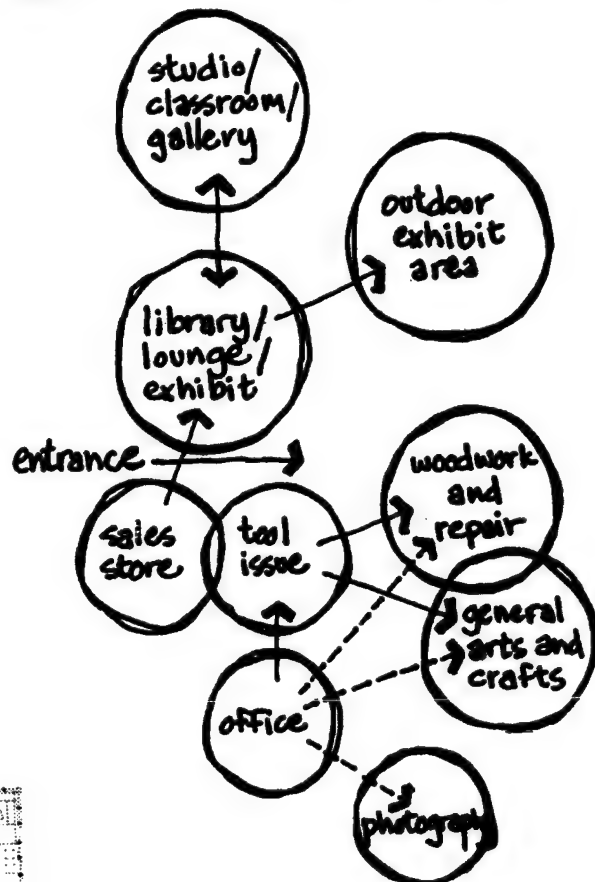 studio/
classroom/
gallery
outdoor
exhibit
area
library/
lounge/
exhibit
entrance
sales
store
tool
issue
woodwork
and
repair
general
arts and
crafts
office
photography